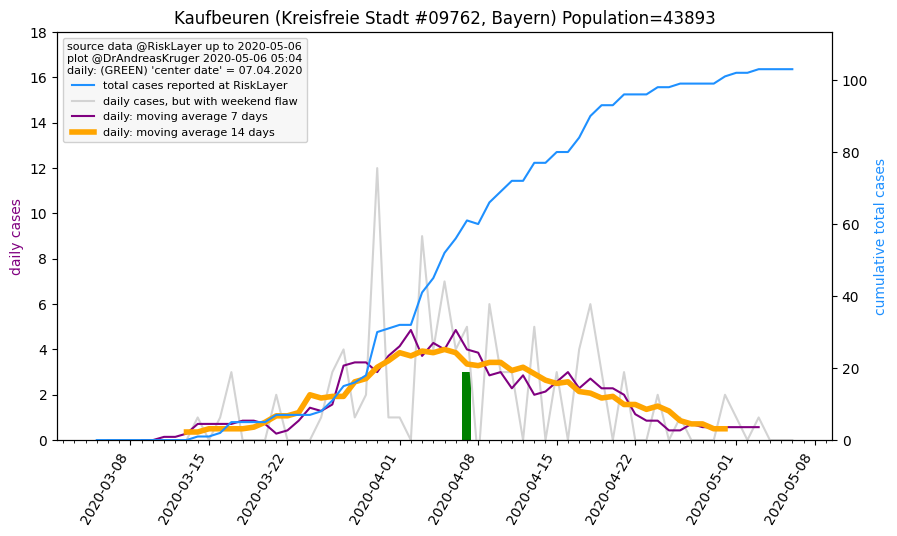 Kaufbeuren (Kreisfreie Stadt #09762, Bayern) Population=43893
source data @RiskLayer up to 2020-05-06
plot @DrAndreasKruger 2020-05-06 05:04
daily: (GREEN) 'center date' = 07.04.2020
total cases reported at RiskLayer
daily cases, but with weekend flaw
daily: moving average 7 days
daily: moving average 14 days
daily cases
18
16
14
12
10
8
6
4
2
0
100
80
60
40
20
0
cumulative total cases
2020-03-08
2020-03-15
2020-03-22
2020-04-01
2020-04-08
2020-04-15
2020-04-22
2020-05-01
2020-05-08